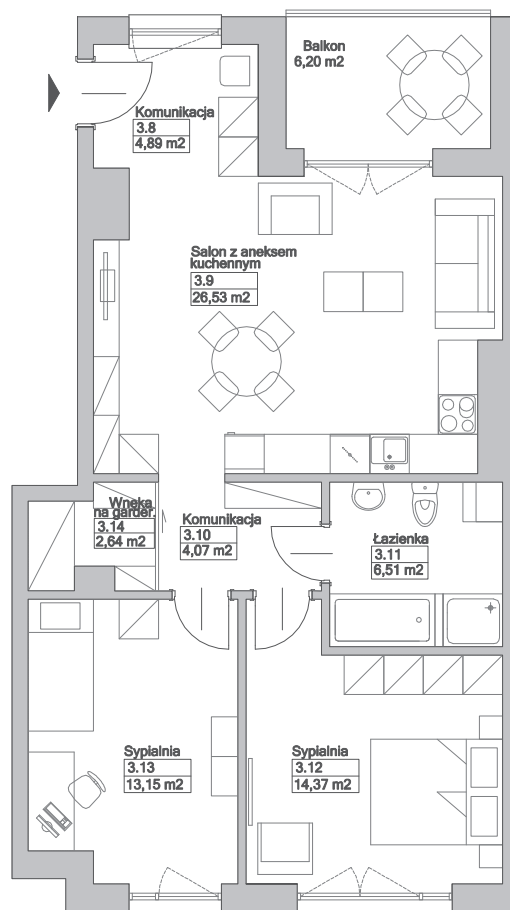 Balkon
6,20 m2
Komunikacja
3.8
4,89 m2
Salon z aneksem
kuchennym
3.9
26,53 m2
Wnęka
na garder.
3.14
2,64 m2
Komunikacja
3.10
4,07 m2
Łazienka
3.11
6,51 m2
Sypialnia
3.13
13,15 m2
Sypialnia
3.12
14,37 m2